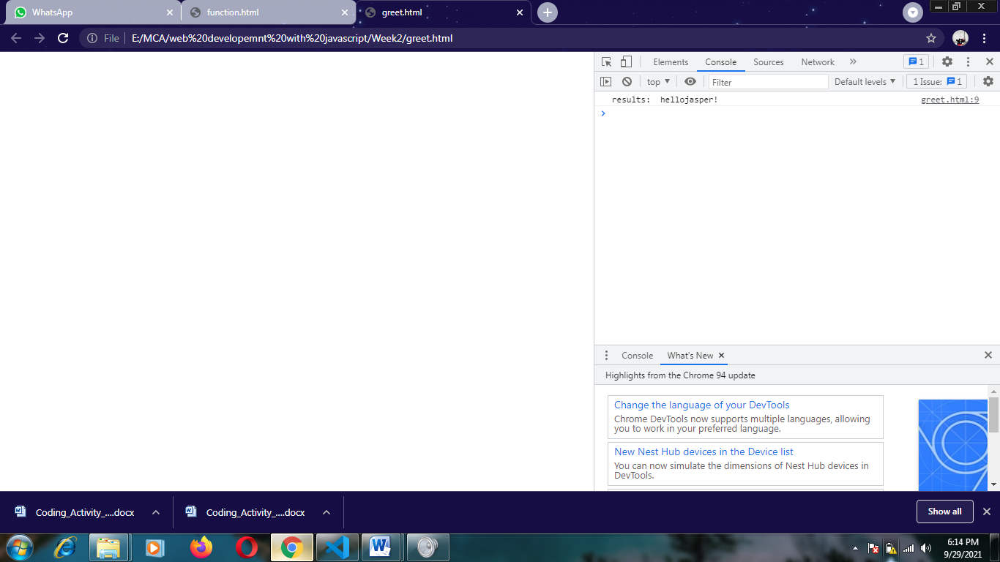 WhatsApp
function.html
greet.html
File
E:/MCA/web%20developemnt%20with%20javascript/Week2/greet.html
Elements Console Sources Network » 1
top Filter Default levels 1 Issue: 1
results:  hellojasper! greet.html:9
Console What's New
Highlights from the Chrome 94 update
Change the language of your DevTools
Chrome DevTools now supports multiple languages, allowing
you to work in your preferred language.
New Nest Hub devices in the Device list
You can now simulate the dimensions of Nest Hub devices in
DevTools.
Coding_Activity_....docx Coding_Activity_....docx Show all
6:14 PM
9/29/2021